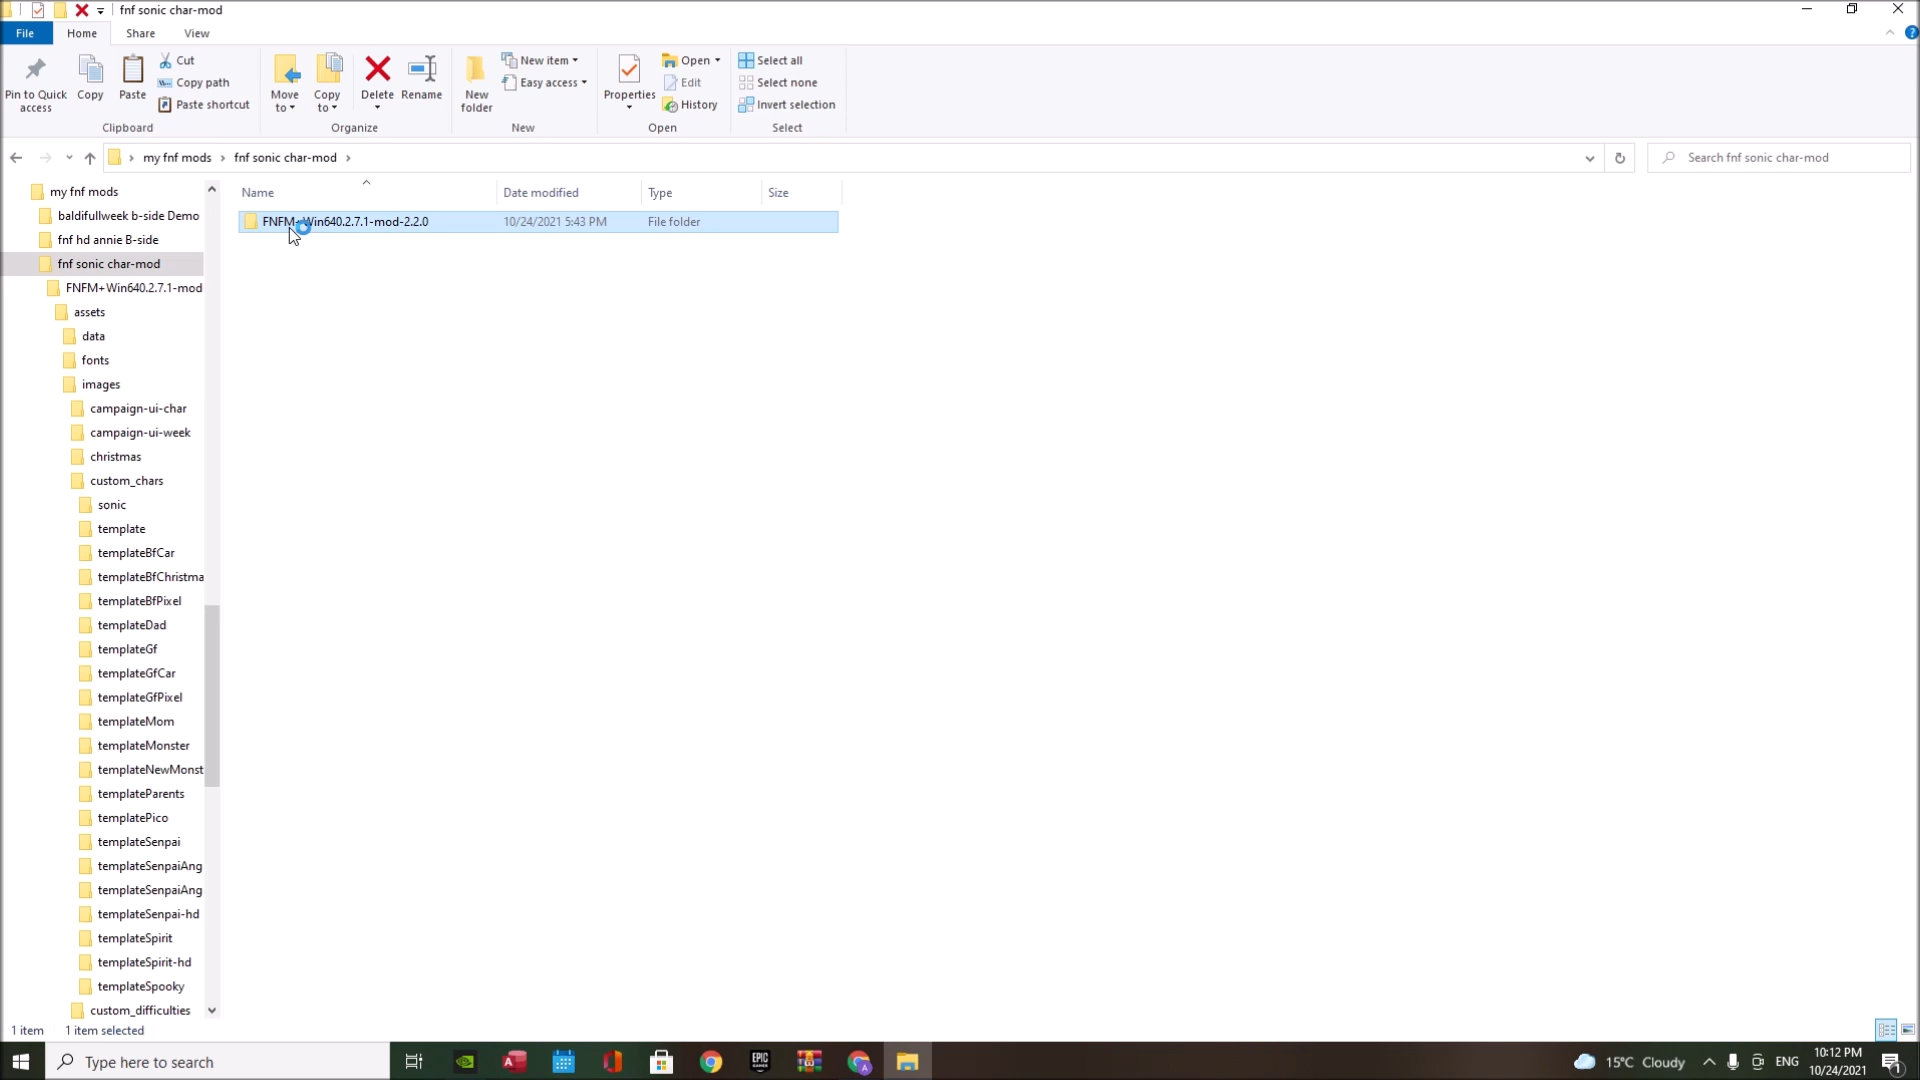 fnf sonic char-mod
File Home Share View
Pin to Quick access
Copy
Paste
Cut
Copy path
Paste shortcut
Clipboard
Move to
Copy to
Delete
Rename
Organize
New folder
New item
Easy access
New
Properties
Open
Edit
History
Open
Select all
Select none
Invert selection
Select
my fnf mods fnf sonic char-mod
Search fnf sonic char-mod
Name Date modified Type Size
FNFM+Win640.2.7.1-mod-2.2.0 10/24/2021 5:43 PM File folder
my fnf mods
baldifullweek b-side Demo
fnf hd annie B-side
fnf sonic char-mod
FNFM+Win640.2.7.1-mod
assets
data
fonts
images
campaign-ui-char
campaign-ui-week
christmas
custom_chars
sonic
template
templateBfCar
templateBfChristma
templateBfPixel
templateDad
templateGf
templateGfCar
templateGfPixel
templateMom
templateMonster
templateNewMonst
templateParents
templatePico
templateSenpai
templateSenpaiAng
templateSenpaiAng
templateSenpai-hd
templateSpirit
templateSpirit-hd
templateSpooky
custom_difficulties
1 item 1 item selected
Type here to search
EPIC GAMES
A
15°C Cloudy
ENG
10:12 PM
10/24/2021
1